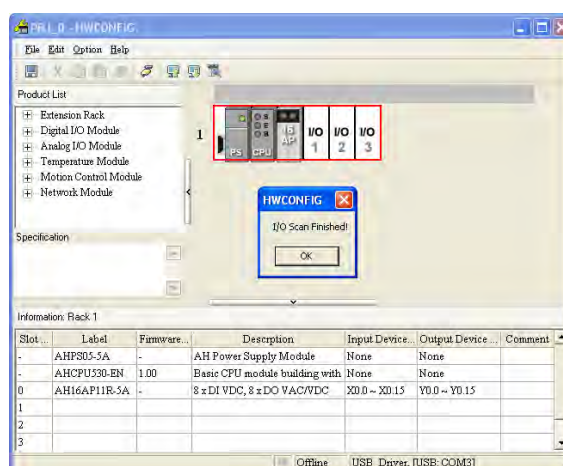 PRJ_0 - HWCONFIG
File Edit Option Help
Product List
Extension Rack
Digital I/O Module
Analog I/O Module
Temperature Module
Motion Control Module
Network Module
Specification
1
PS CPU 16 AP I/O 1 I/O 2 I/O 3
HWCONFIG
I/O Scan Finished!
OK
Information: Rack 1
Slot ... Label Firmware... Description Input Device... Output Device... Comment
- AHPS05-5A - AH Power Supply Module None None
- AHCPU530-EN 1.00 Basic CPU module building with None None
0 AH16AP11R-5A - 8 x DI VDC, 8 x DO VAC/VDC X0.0 ~ X0.15 Y0.0 ~ Y0.15
1
2
3
Offline USB Driver, [USB: COM3]